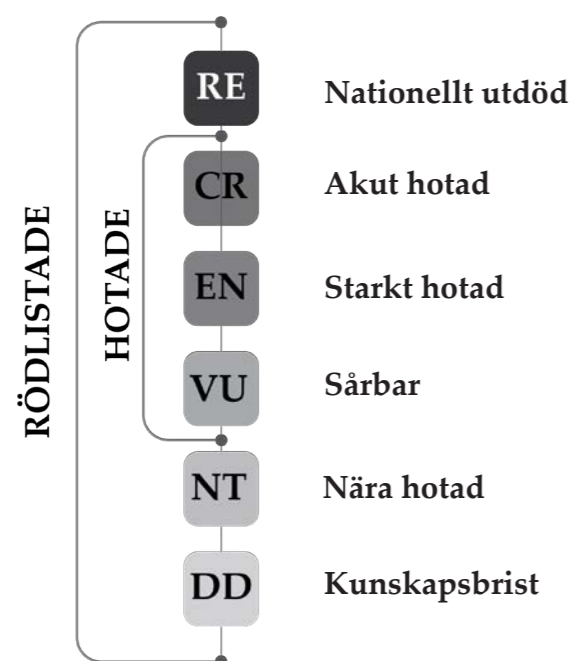 RÖDLISTADE
HOTADE
RE Nationellt utdöd
CR Akut hotad
EN Starkt hotad
VU Sårbar
NT Nära hotad
DD Kunskapsbrist